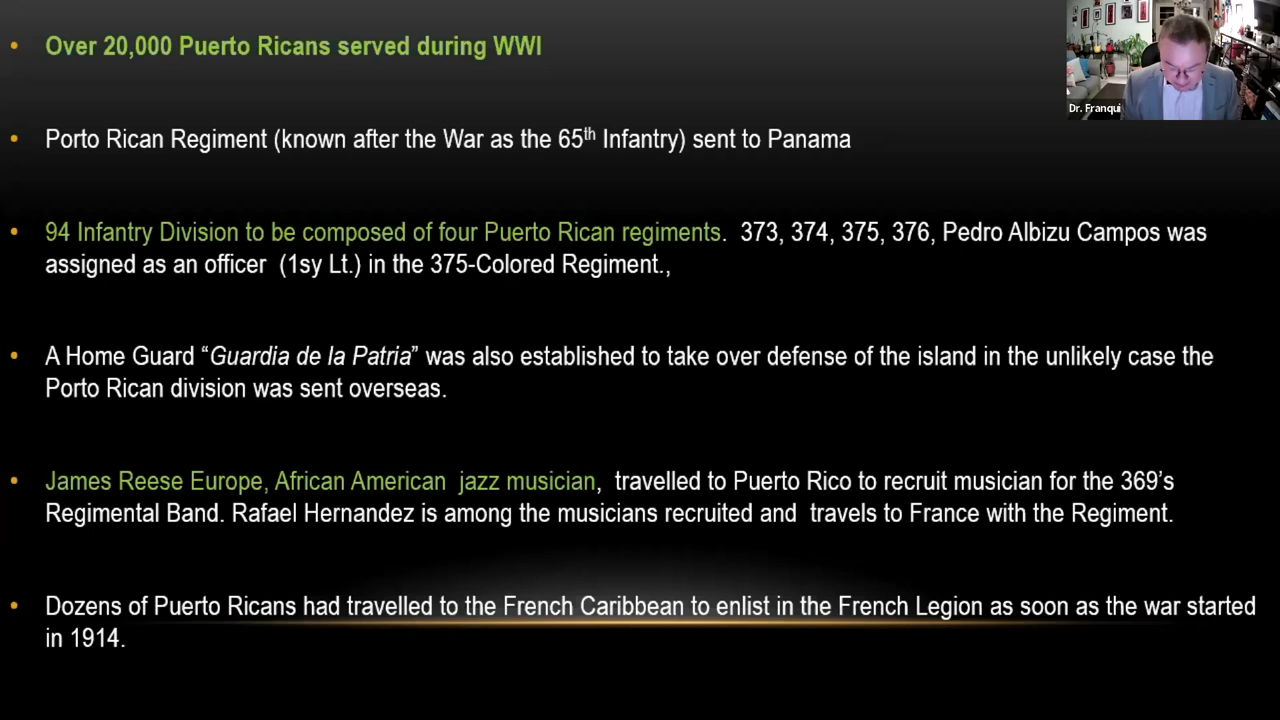 • Over 20,000 Puerto Ricans served during WWI
Dr. Franqui
• Porto Rican Regiment (known after the War as the 65th Infantry) sent to Panama
• 94 Infantry Division to be composed of four Puerto Rican regiments.  373, 374, 375, 376, Pedro Albizu Campos was
assigned as an officer  (1sy Lt.) in the 375-Colored Regiment.,
• A Home Guard “Guardia de la Patria” was also established to take over defense of the island in the unlikely case the
Porto Rican division was sent overseas.
• James Reese Europe, African American  jazz musician,  travelled to Puerto Rico to recruit musician for the 369’s
Regimental Band. Rafael Hernandez is among the musicians recruited and  travels to France with the Regiment.
• Dozens of Puerto Ricans had travelled to the French Caribbean to enlist in the French Legion as soon as the war started
in 1914.